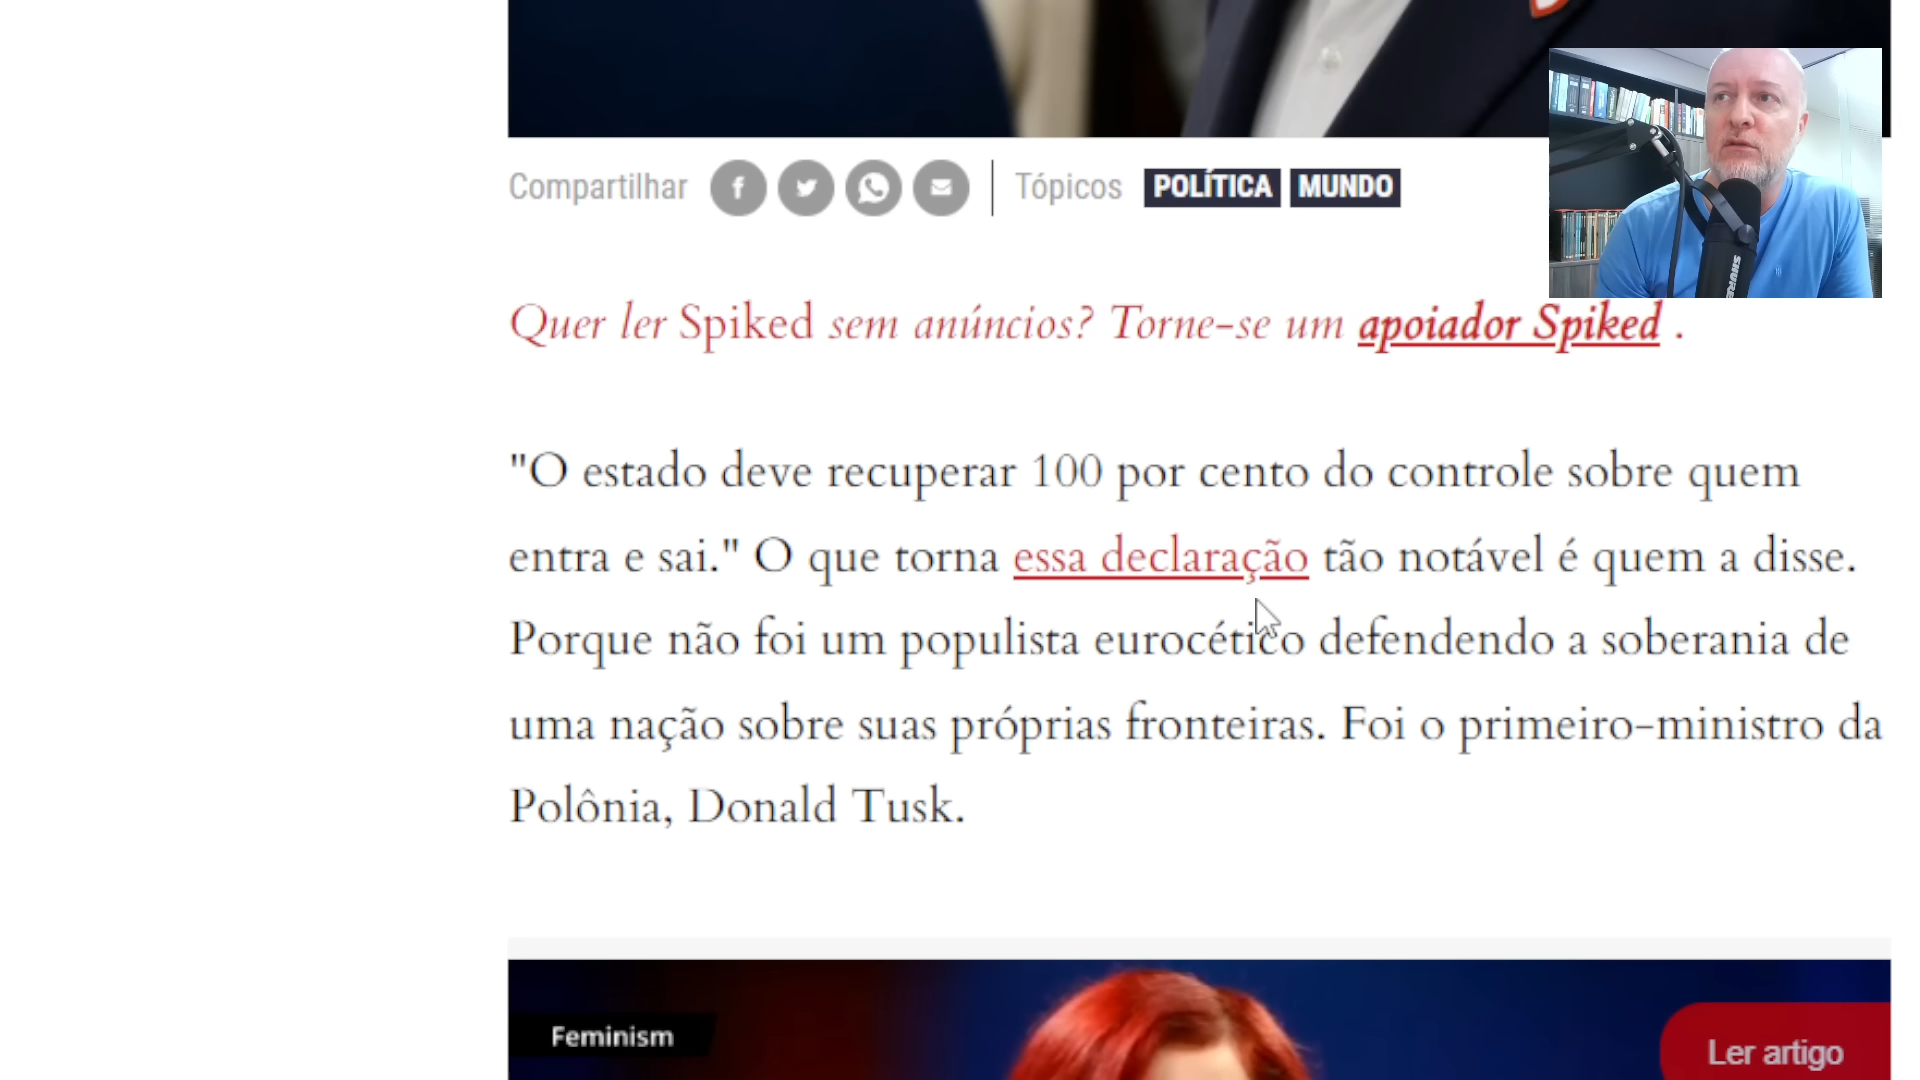 Compartilhar Tópicos POLÍTICA MUNDO
Quer ler Spiked sem anúncios? Torne-se um apoiador Spiked .
"O estado deve recuperar 100 por cento do controle sobre quem
entra e sai." O que torna essa declaração tão notável é quem a disse.
Porque não foi um populista eurocético defendendo a soberania de
uma nação sobre suas próprias fronteiras. Foi o primeiro-ministro da
Polônia, Donald Tusk.
Feminism
Ler artigo
SHURE